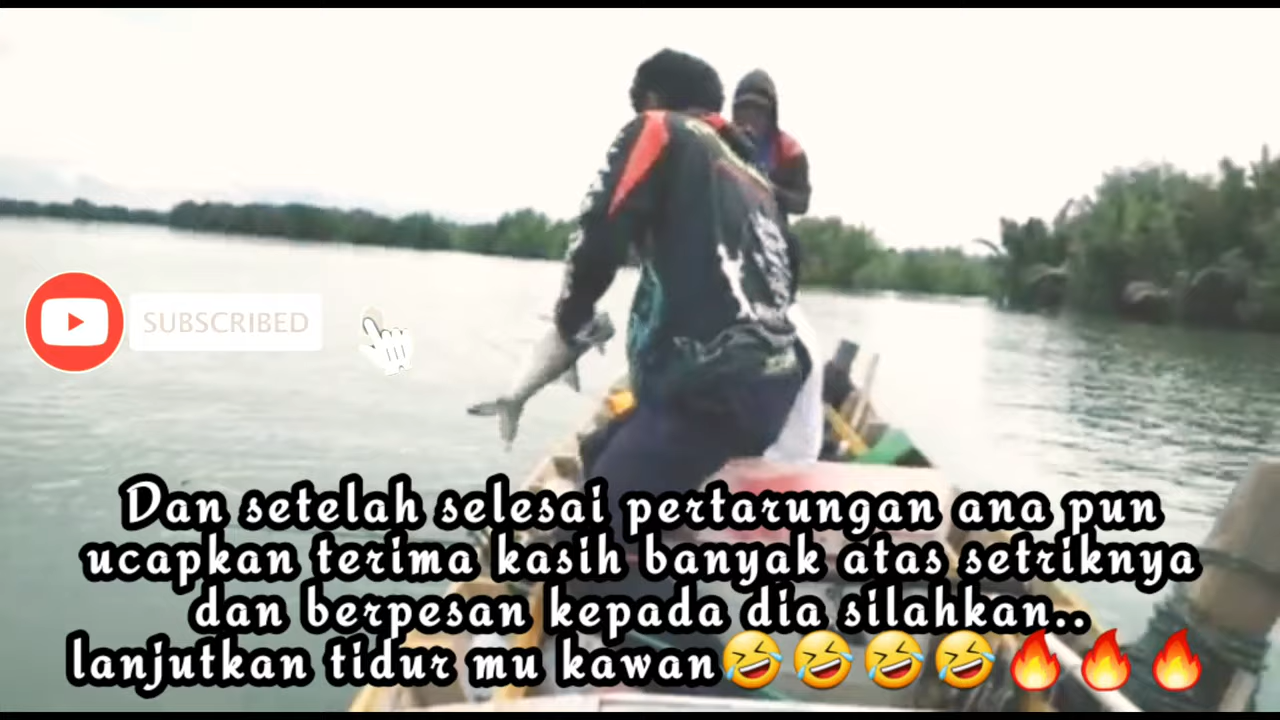 SUBSCRIBED
Dan setelah selesai pertarungan ana pun
ucapkan terima kasih banyak atas setriknya
dan berpesan kepada dia silahkan..
lanjutkan tidur mu kawan🤣🤣🤣🤣🔥🔥🔥